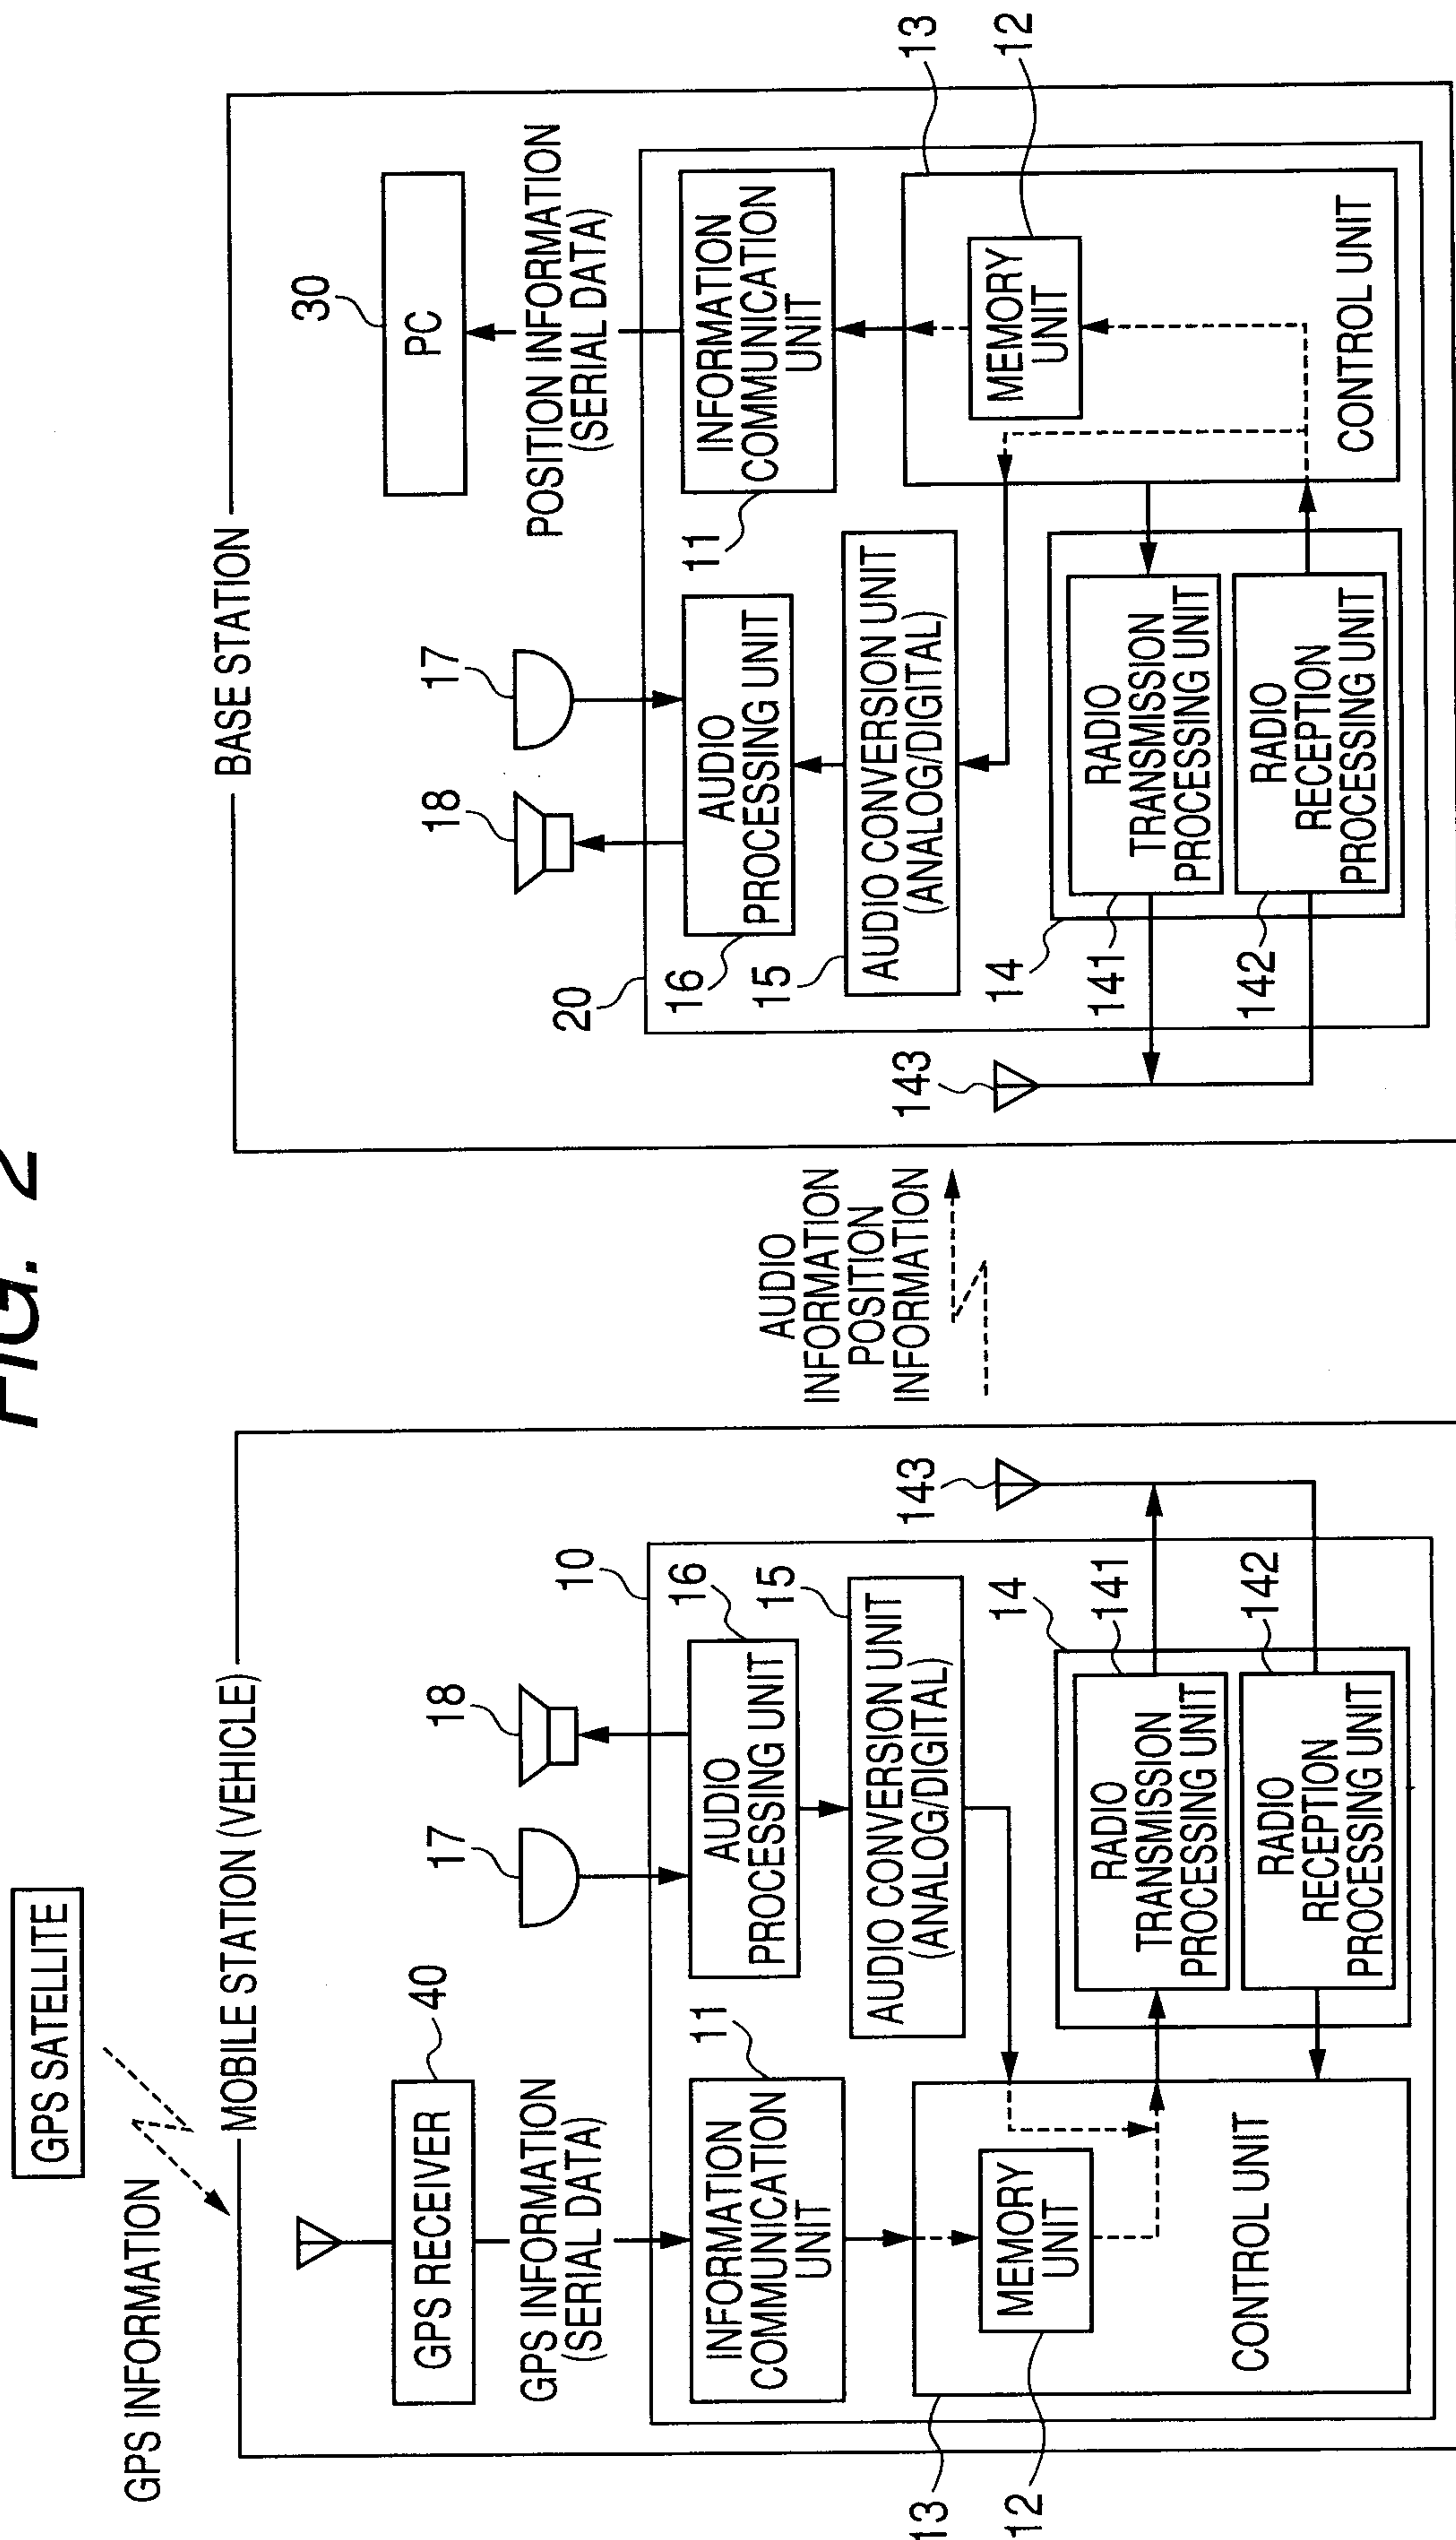 FIG. 2
GPS SATELLITE
GPS INFORMATION
MOBILE STATION (VEHICLE)
GPS RECEIVER
40
GPS INFORMATION
(SERIAL DATA)
17
18
10
INFORMATION
COMMUNICATION
UNIT
11
AUDIO
PROCESSING UNIT
16
AUDIO CONVERSION UNIT
(ANALOG/DIGITAL)
15
MEMORY
UNIT
CONTROL UNIT
13
12
14
141
RADIO
TRANSMISSION
PROCESSING UNIT
142
RADIO
RECEPTION
PROCESSING UNIT
143
AUDIO
INFORMATION
POSITION
INFORMATION
BASE STATION
30
PC
POSITION INFORMATION
(SERIAL DATA)
18
17
20
16
AUDIO
PROCESSING UNIT
11
INFORMATION
COMMUNICATION
UNIT
15
AUDIO CONVERSION UNIT
(ANALOG/DIGITAL)
143
14
141
RADIO
TRANSMISSION
PROCESSING UNIT
142
RADIO
RECEPTION
PROCESSING UNIT
MEMORY
UNIT
CONTROL UNIT
13
12